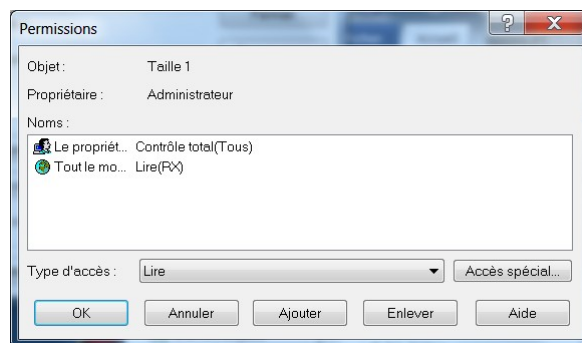 Permissions
Objet : Taille 1
Propriétaire : Administrateur
Noms :
Le propriét... Contrôle total(Tous)
Tout le mo... Lire(RX)
Type d'accès : Lire Accès spécial...
OK Annuler Ajouter Enlever Aide